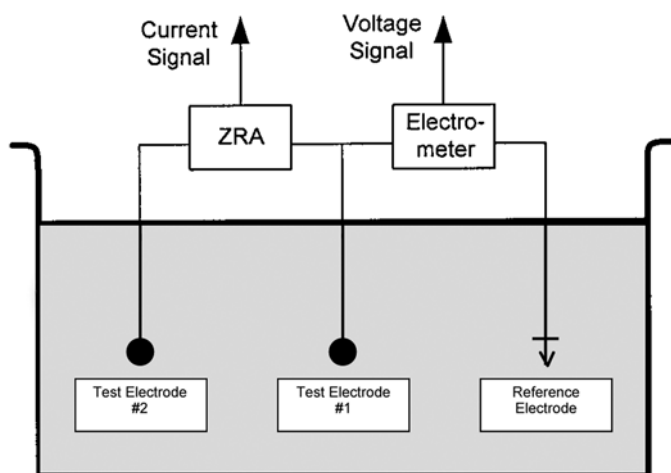 Current
Signal
Voltage
Signal
ZRA
Electro-
meter
Test Electrode
#2
Test Electrode
#1
Reference
Electrode